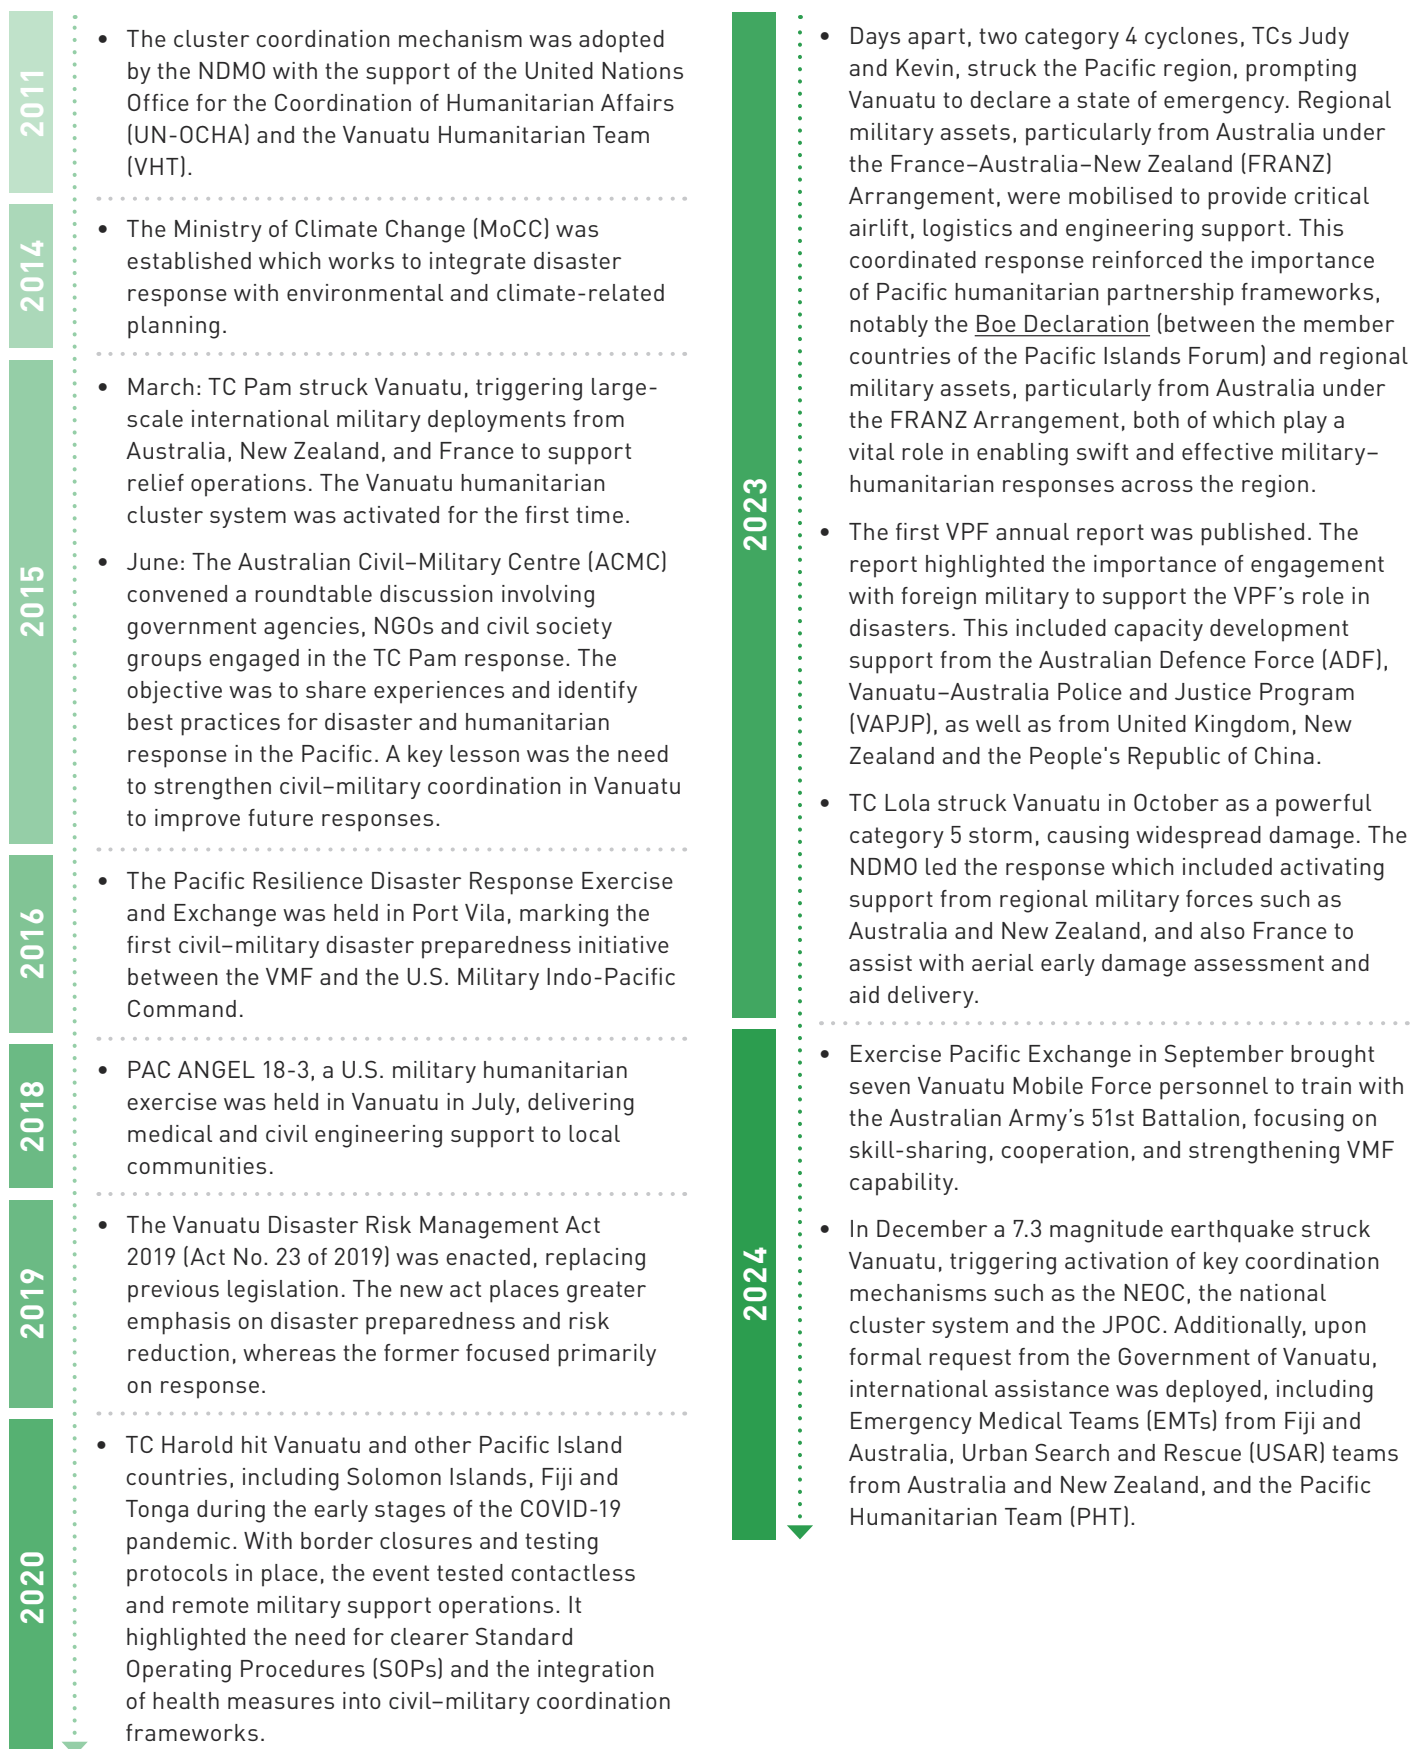 2011
• The cluster coordination mechanism was adopted
by the NDMO with the support of the United Nations
Office for the Coordination of Humanitarian Affairs
(UN-OCHA) and the Vanuatu Humanitarian Team
(VHT).
2014
• The Ministry of Climate Change (MoCC) was
established which works to integrate disaster
response with environmental and climate-related
planning.
2015
• March: TC Pam struck Vanuatu, triggering large-
scale international military deployments from
Australia, New Zealand, and France to support
relief operations. The Vanuatu humanitarian
cluster system was activated for the first time.
• June: The Australian Civil–Military Centre (ACMC)
convened a roundtable discussion involving
government agencies, NGOs and civil society
groups engaged in the TC Pam response. The
objective was to share experiences and identify
best practices for disaster and humanitarian
response in the Pacific. A key lesson was the need
to strengthen civil–military coordination in Vanuatu
to improve future responses.
2016
• The Pacific Resilience Disaster Response Exercise
and Exchange was held in Port Vila, marking the
first civil–military disaster preparedness initiative
between the VMF and the U.S. Military Indo-Pacific
Command.
2018
• PAC ANGEL 18-3, a U.S. military humanitarian
exercise was held in Vanuatu in July, delivering
medical and civil engineering support to local
communities.
2019
• The Vanuatu Disaster Risk Management Act
2019 (Act No. 23 of 2019) was enacted, replacing
previous legislation. The new act places greater
emphasis on disaster preparedness and risk
reduction, whereas the former focused primarily
on response.
2020
• TC Harold hit Vanuatu and other Pacific Island
countries, including Solomon Islands, Fiji and
Tonga during the early stages of the COVID-19
pandemic. With border closures and testing
protocols in place, the event tested contactless
and remote military support operations. It
highlighted the need for clearer Standard
Operating Procedures (SOPs) and the integration
of health measures into civil–military coordination
frameworks.
2023
• Days apart, two category 4 cyclones, TCs Judy
and Kevin, struck the Pacific region, prompting
Vanuatu to declare a state of emergency. Regional
military assets, particularly from Australia under
the France–Australia–New Zealand (FRANZ)
Arrangement, were mobilised to provide critical
airlift, logistics and engineering support. This
coordinated response reinforced the importance
of Pacific humanitarian partnership frameworks,
notably the Boe Declaration (between the member
countries of the Pacific Islands Forum) and regional
military assets, particularly from Australia under
the FRANZ Arrangement, both of which play a
vital role in enabling swift and effective military–
humanitarian responses across the region.
• The first VPF annual report was published. The
report highlighted the importance of engagement
with foreign military to support the VPF’s role in
disasters. This included capacity development
support from the Australian Defence Force (ADF),
Vanuatu–Australia Police and Justice Program
(VAPJP), as well as from United Kingdom, New
Zealand and the People's Republic of China.
• TC Lola struck Vanuatu in October as a powerful
category 5 storm, causing widespread damage. The
NDMO led the response which included activating
support from regional military forces such as
Australia and New Zealand, and also France to
assist with aerial early damage assessment and
aid delivery.
2024
• Exercise Pacific Exchange in September brought
seven Vanuatu Mobile Force personnel to train with
the Australian Army’s 51st Battalion, focusing on
skill-sharing, cooperation, and strengthening VMF
capability.
• In December a 7.3 magnitude earthquake struck
Vanuatu, triggering activation of key coordination
mechanisms such as the NEOC, the national
cluster system and the JPOC. Additionally, upon
formal request from the Government of Vanuatu,
international assistance was deployed, including
Emergency Medical Teams (EMTs) from Fiji and
Australia, Urban Search and Rescue (USAR) teams
from Australia and New Zealand, and the Pacific
Humanitarian Team (PHT).